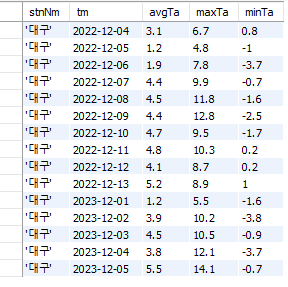 stnNm tm avgTa maxTa minTa
'대구' 2022-12-04 3.1 6.7 0.8
'대구' 2022-12-05 1.2 4.8 -1
'대구' 2022-12-06 1.9 7.8 -3.7
'대구' 2022-12-07 4.4 9.9 -0.7
'대구' 2022-12-08 4.5 11.8 -1.6
'대구' 2022-12-09 4.4 12.8 -2.5
'대구' 2022-12-10 4.7 9.5 -1.7
'대구' 2022-12-11 4.8 10.3 0.2
'대구' 2022-12-12 4.1 8.7 0.2
'대구' 2022-12-13 5.2 8.9 1
'대구' 2023-12-01 1.2 5.5 -1.6
'대구' 2023-12-02 3.9 10.2 -3.8
'대구' 2023-12-03 4.5 10.5 -0.9
'대구' 2023-12-04 3.8 12.1 -3.7
'대구' 2023-12-05 5.5 14.1 -0.7